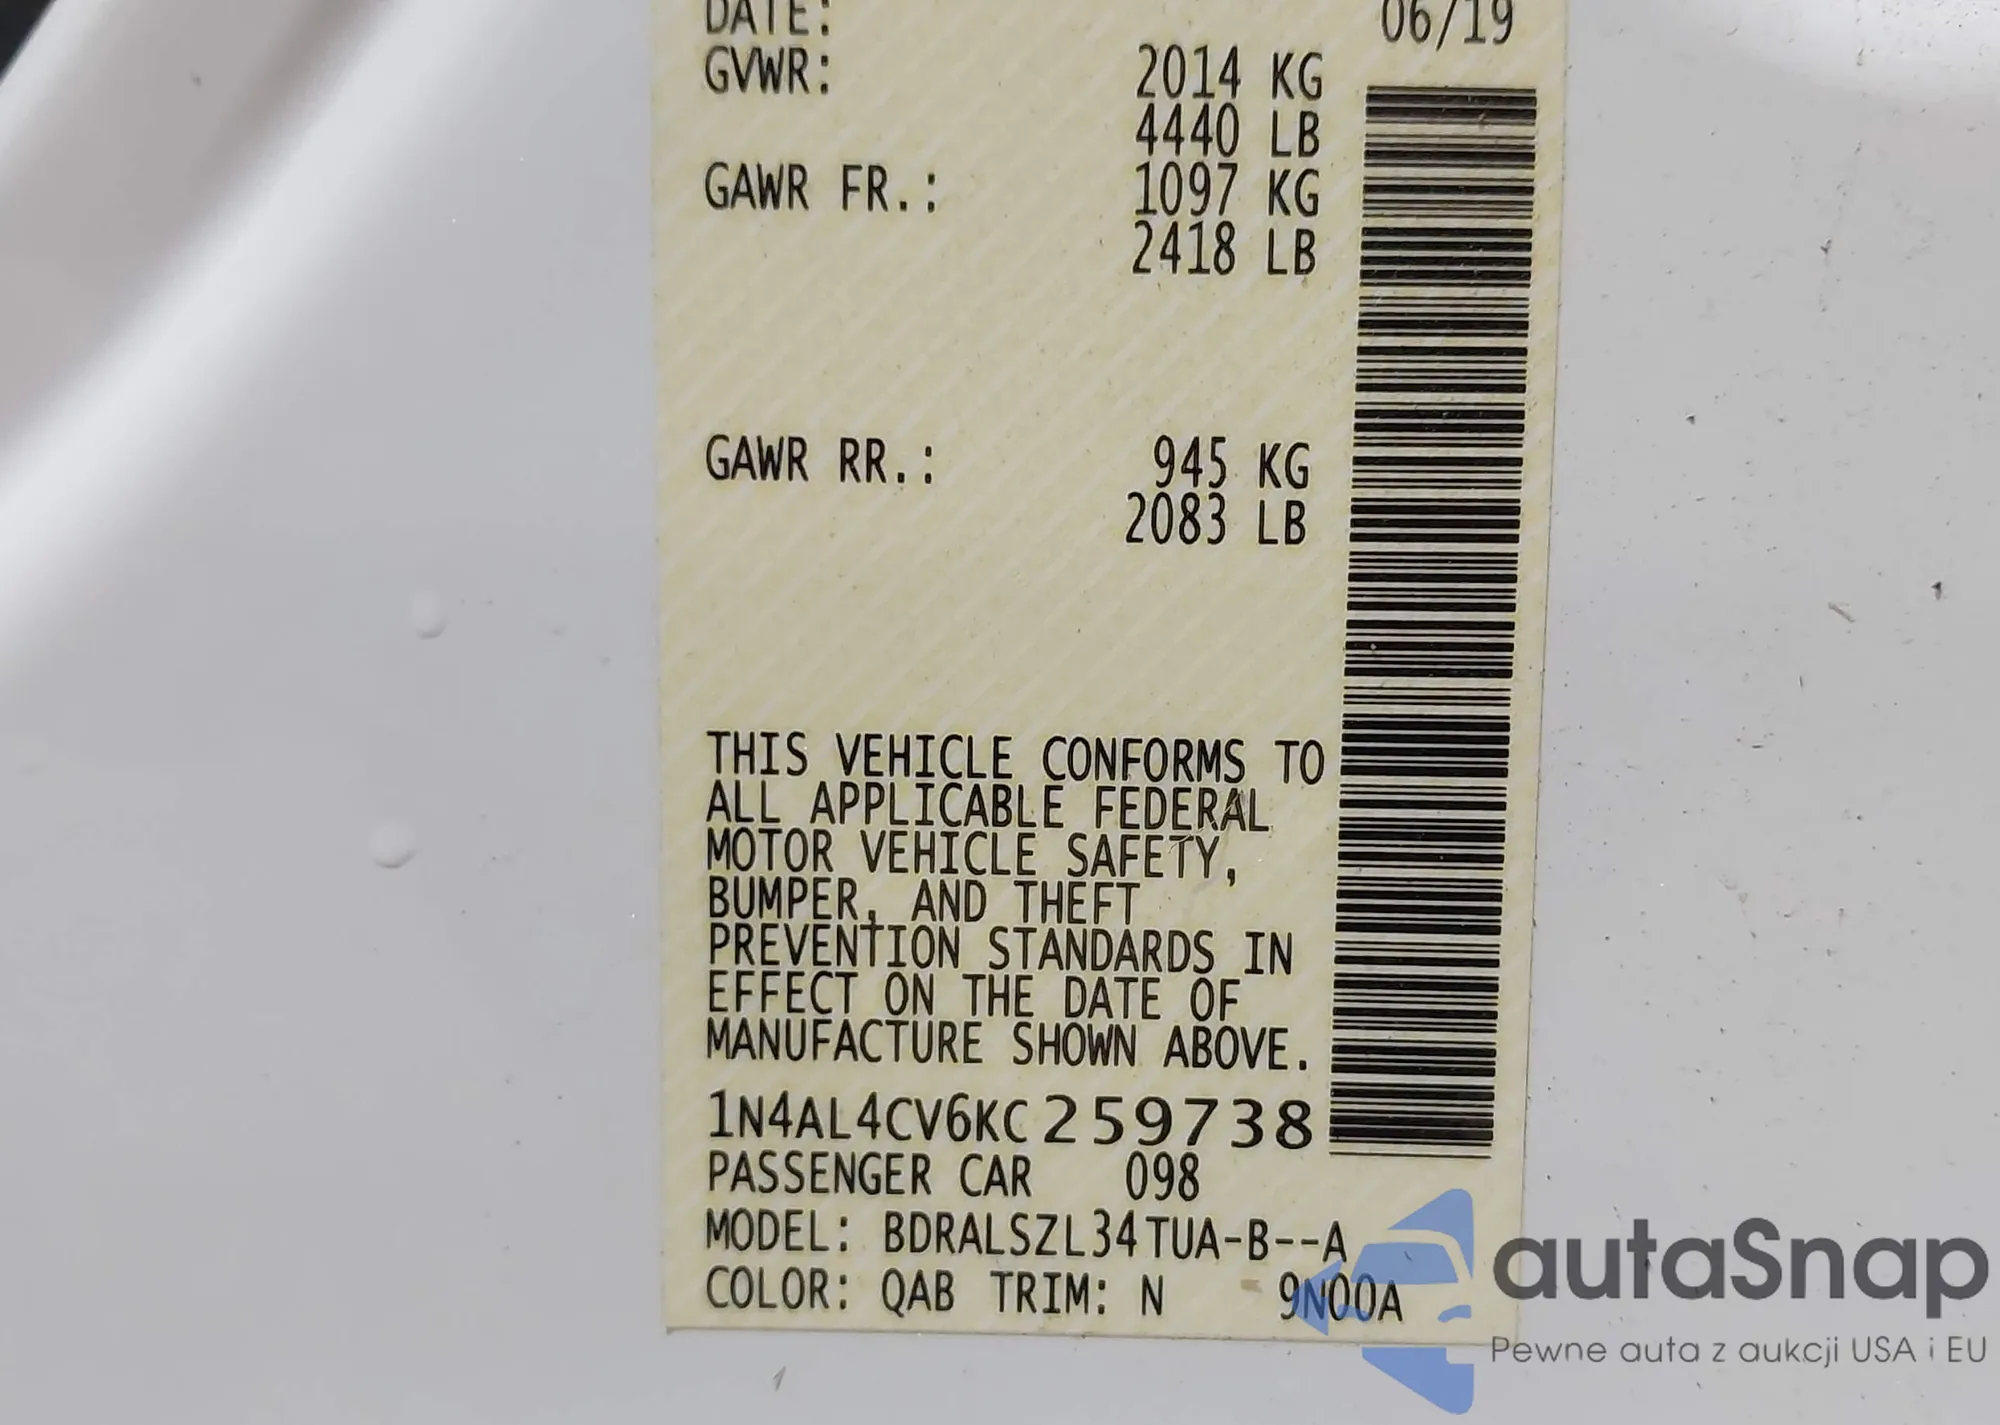 DATE: 06/19
GVWR: 2014 KG
4440 LB
GAWR FR.: 1097 KG
2418 LB
GAWR RR.: 945 KG
2083 LB
THIS VEHICLE CONFORMS TO
ALL APPLICABLE FEDERAL
MOTOR VEHICLE SAFETY,
BUMPER, AND THEFT
PREVENTION STANDARDS IN
EFFECT ON THE DATE OF
MANUFACTURE SHOWN ABOVE.
1N4AL4CV6KC259738
PASSENGER CAR 098
MODEL: BDRALSZL34TUA-B--A
COLOR: QAB TRIM: N 9N00A
autaSnap
Pewne auta z aukcji USA i EU